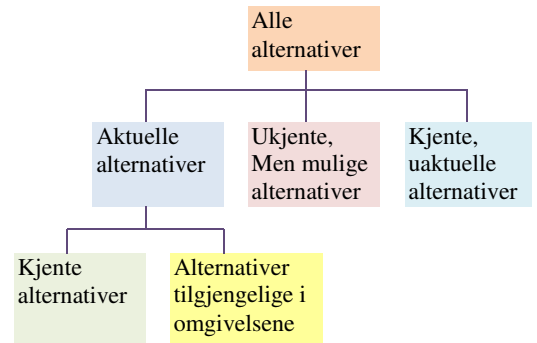 Alle
alternativer
Aktuelle
alternativer
Ukjente,
Men mulige
alternativer
Kjente,
uaktuelle
alternativer
Kjente
alternativer
Alternativer
tilgjengelige i
omgivelsene